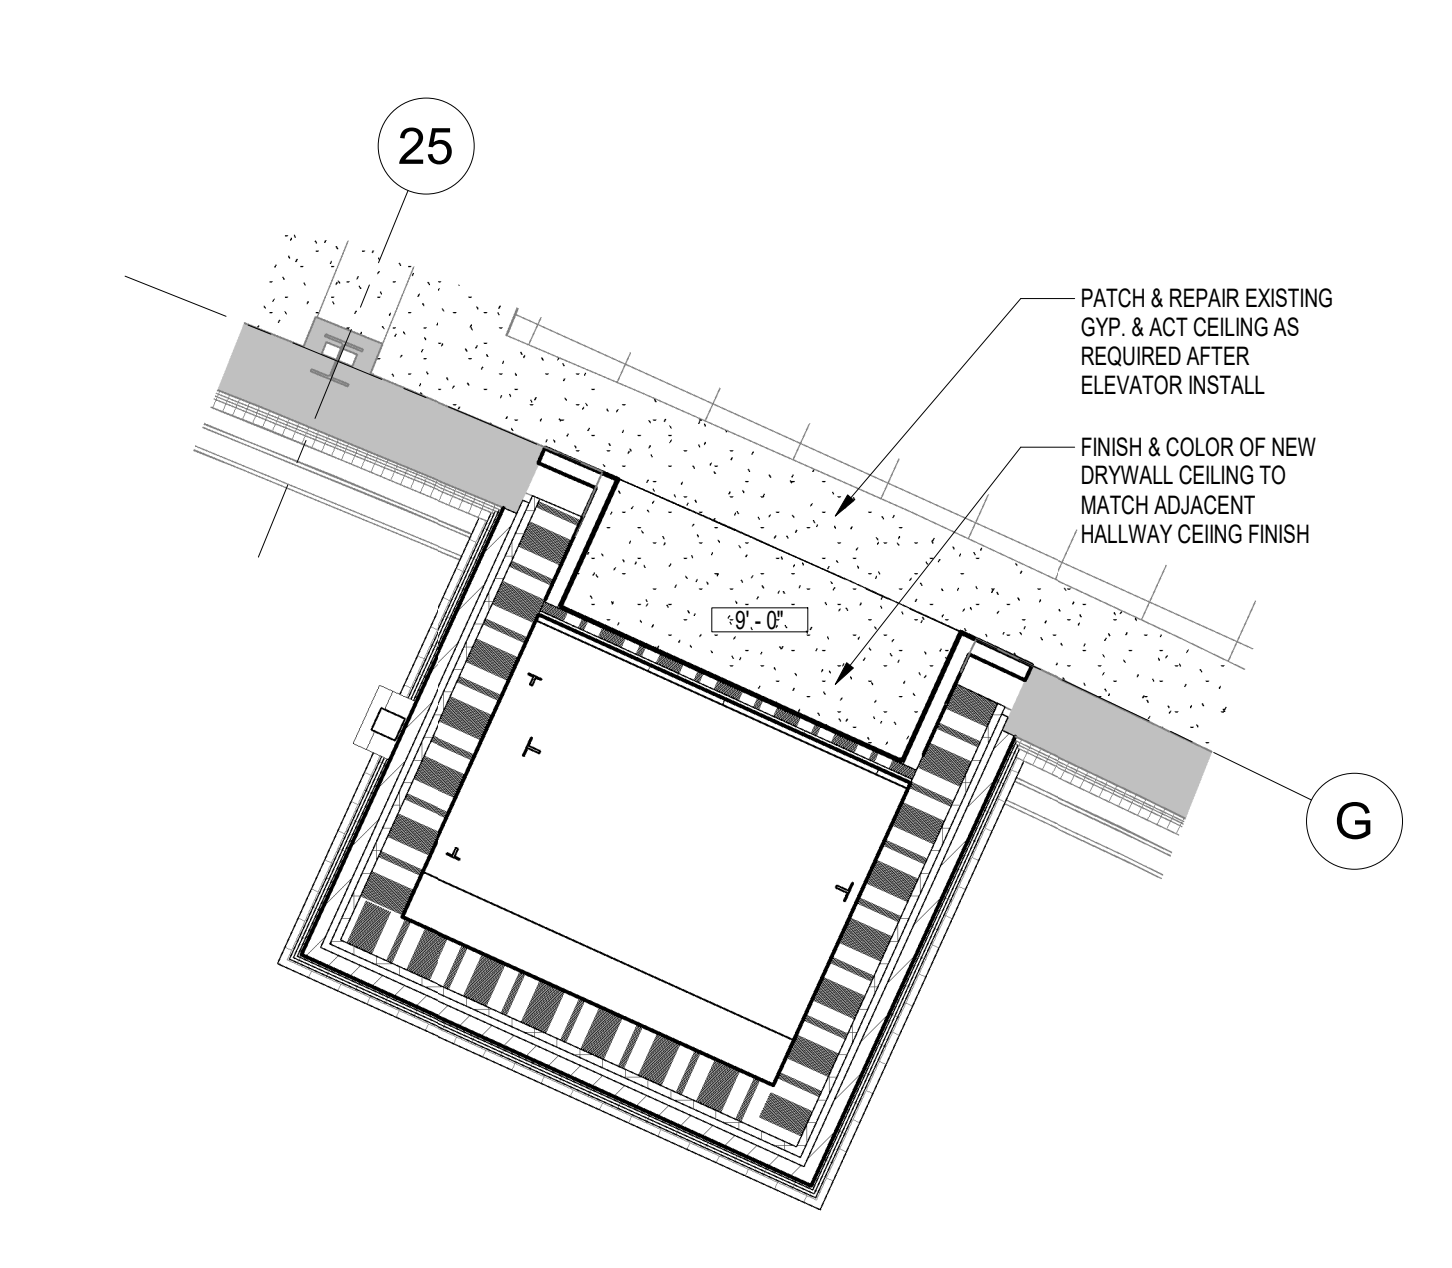 25
PATCH & REPAIR EXISTING
GYP. & ACT CEILING AS
REQUIRED AFTER
ELEVATOR INSTALL
FINISH & COLOR OF NEW
DRYWALL CEILING TO
MATCH ADJACENT
HALLWAY CEIING FINISH
9' - 0"
G